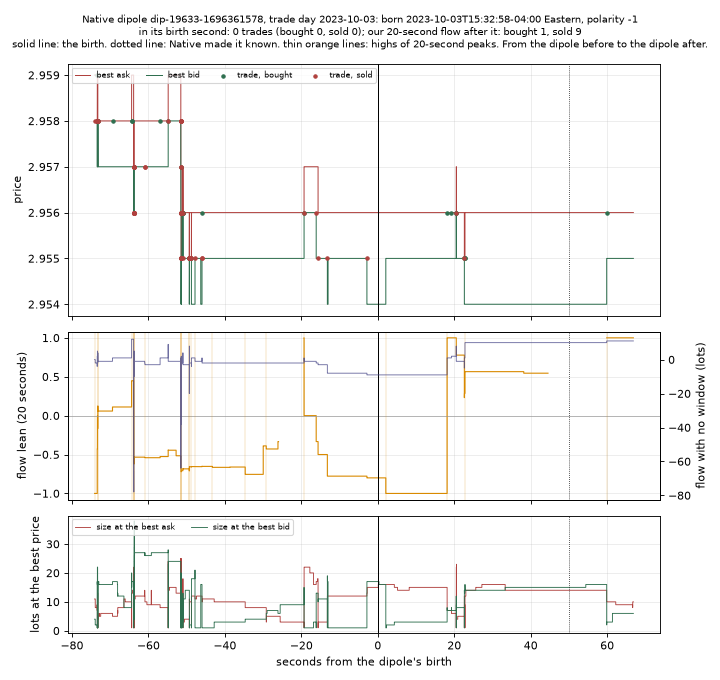 Native dipole dip-19633-1696361578, trade day 2023-10-03: born 2023-10-03T15:32:58-04:00 Eastern, polarity -1
in its birth second: 0 trades (bought 0, sold 0); our 20-second flow after it: bought 1, sold 9
solid line: the birth. dotted line: Native made it known. thin orange lines: highs of 20-second peaks. From the dipole before to the dipole after.
best ask
best bid
trade, bought
trade, sold
2.959
2.958
2.957
2.956
2.955
2.954
price
1.0
0.5
0.0
−0.5
−1.0
flow lean (20 seconds)
0
−20
−40
−60
−80
flow with no window (lots)
size at the best ask
size at the best bid
30
20
10
0
lots at the best price
−80
−60
−40
−20
0
20
40
60
seconds from the dipole's birth